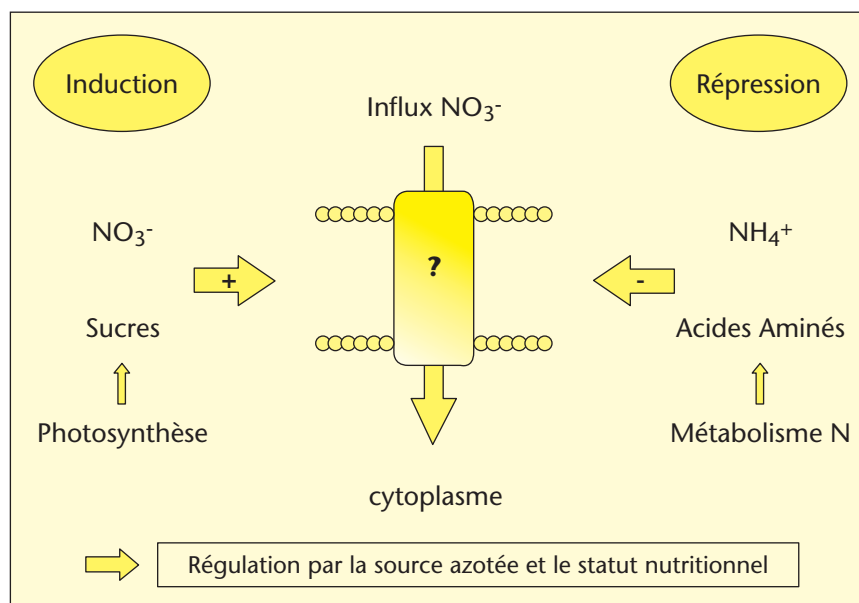 Induction
Répression
Influx NO₃⁻
NO₃⁻
NH₄⁺
?
+
-
Sucres
Acides Aminés
Photosynthèse
Métabolisme N
cytoplasme
Régulation par la source azotée et le statut nutritionnel